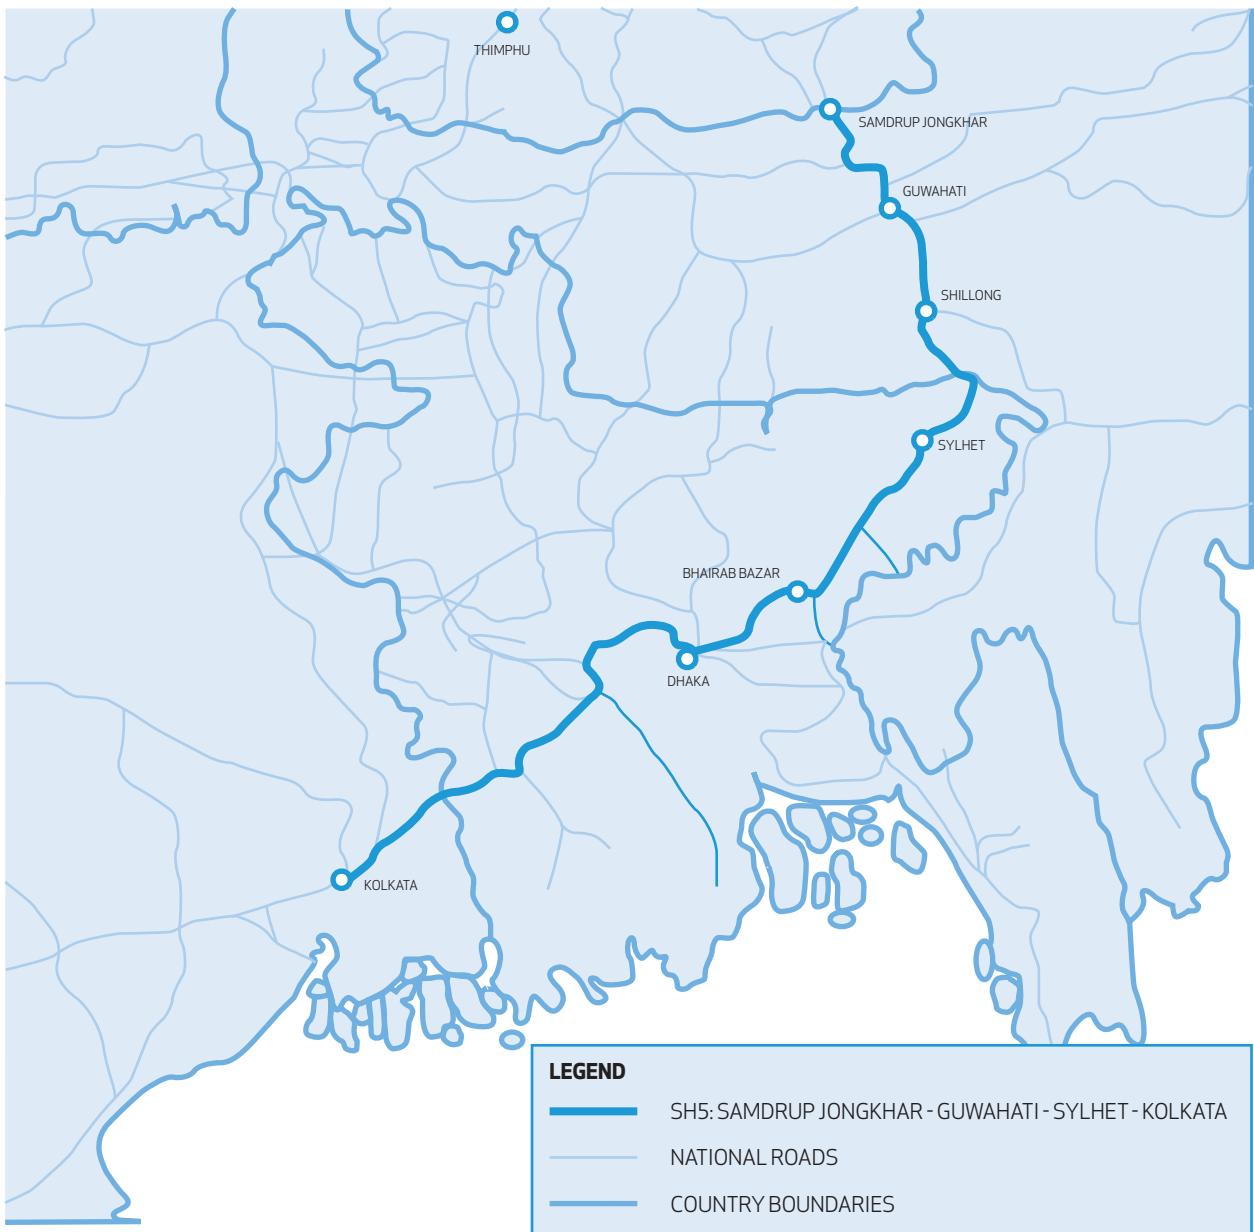 THIMPHU
SAMDRUP JONGKHAR
GUWAHATI
SHILLONG
SYLHET
BHAIRAB BAZAR
DHAKA
KOLKATA
LEGEND
SH5: SAMDRUP JONGKHAR - GUWAHATI - SYLHET - KOLKATA
NATIONAL ROADS
COUNTRY BOUNDARIES